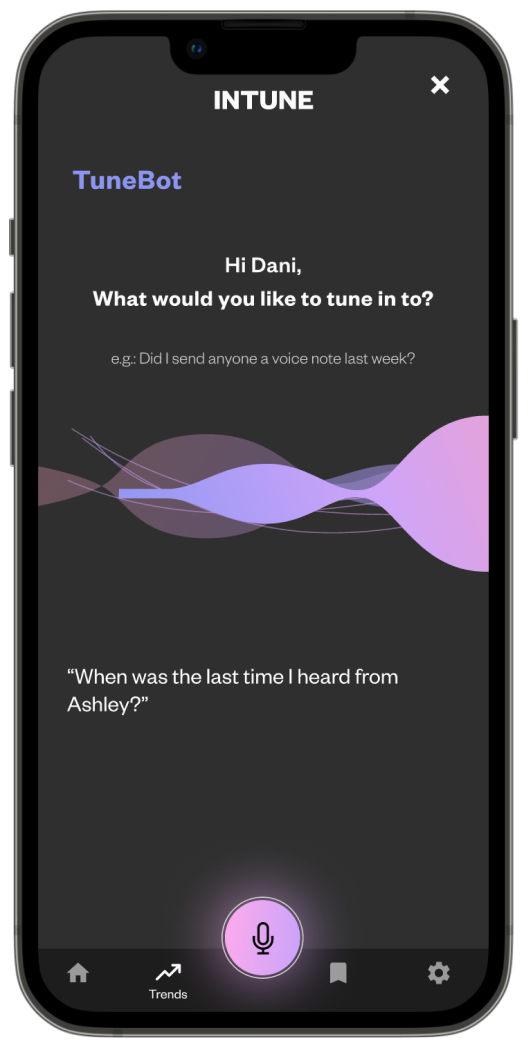 INTUNE
TuneBot
Hi Dani,
What would you like to tune in to?
e.g.: Did I send anyone a voice note last week?
“When was the last time I heard from
Ashley?”
Trends